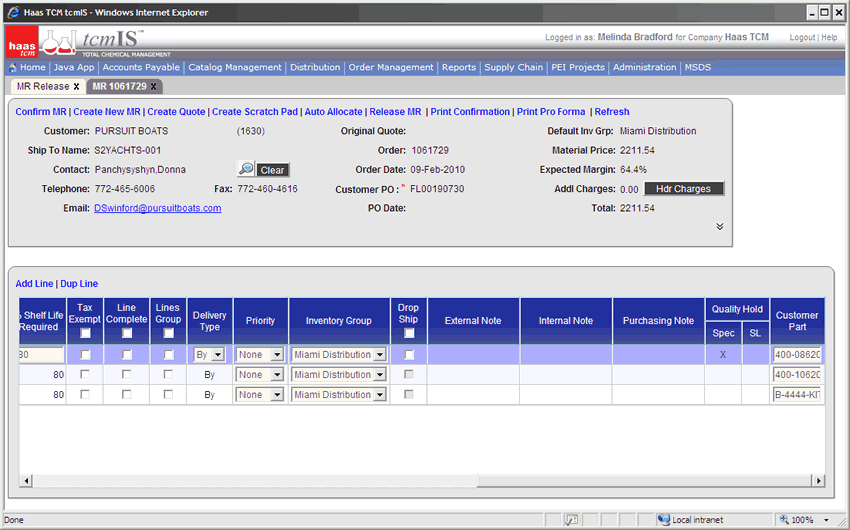 Haas TCM tcmIS - Windows Internet Explorer
haas tcm
tcmIS™
TOTAL CHEMICAL MANAGEMENT
Logged in as: Melinda Bradford for Company Haas TCM
Logout | Help
Home | Java App | Accounts Payable | Catalog Management | Distribution | Order Management | Reports | Supply Chain | PEI Projects | Administration | MSDS
MR Release x MR 1061729 x
Confirm MR | Create New MR | Create Quote | Create Scratch Pad | Auto Allocate | Release MR | Print Confirmation | Print Pro Forma | Refresh
Customer: PURSUIT BOATS (1630) Original Quote: Default Inv Grp: Miami Distribution
Ship To Name: S2YACHTS-001 Order: 1061729 Material Price: 2211.54
Contact: Panchysyshyn,Donna Clear Order Date: 09-Feb-2010 Expected Margin: 64.4%
Telephone: 772-465-6006 Fax: 772-460-4616 Customer PO : * FL00190730 Addl Charges: 0.00 Hdr Charges
Email: DSwinford@pursuitboats.com PO Date: Total: 2211.54
Add Line | Dup Line
Shelf Life Required Tax Exempt Line Complete Lines Group Delivery Type Priority Inventory Group Drop Ship External Note Internal Note Purchasing Note Quality Hold Spec SL Customer Part
80 By None Miami Distribution X 400-08620
80 By None Miami Distribution 400-10620
80 By None Miami Distribution B-4444-KIT
Done Local intranet 100%